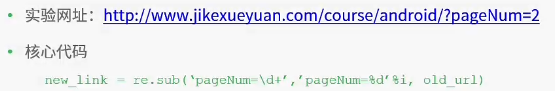 • 实验网址：http://www.jikexueyuan.com/course/android/?pageNum=2
• 核心代码
new_link = re.sub(‘pageNum=\d+’,’pageNum=%d’%i, old_url)